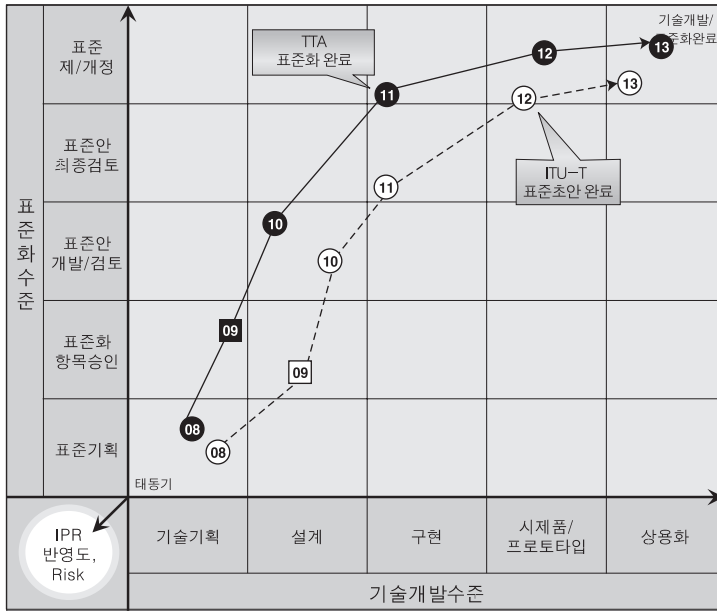 표준
제/개정
표준안
최종검토
표준안
개발/검토
표준화
항목승인
표준기획
표준화수준
TTA
표준화 완료
기술개발/
준화완료
ITU-T
표준초안 완료
08
09
10
11
12
13
08
09
10
11
12
13
태동기
IPR
반영도,
Risk
기술기획
설계
구현
시제품/
프로토타입
상용화
기술개발수준